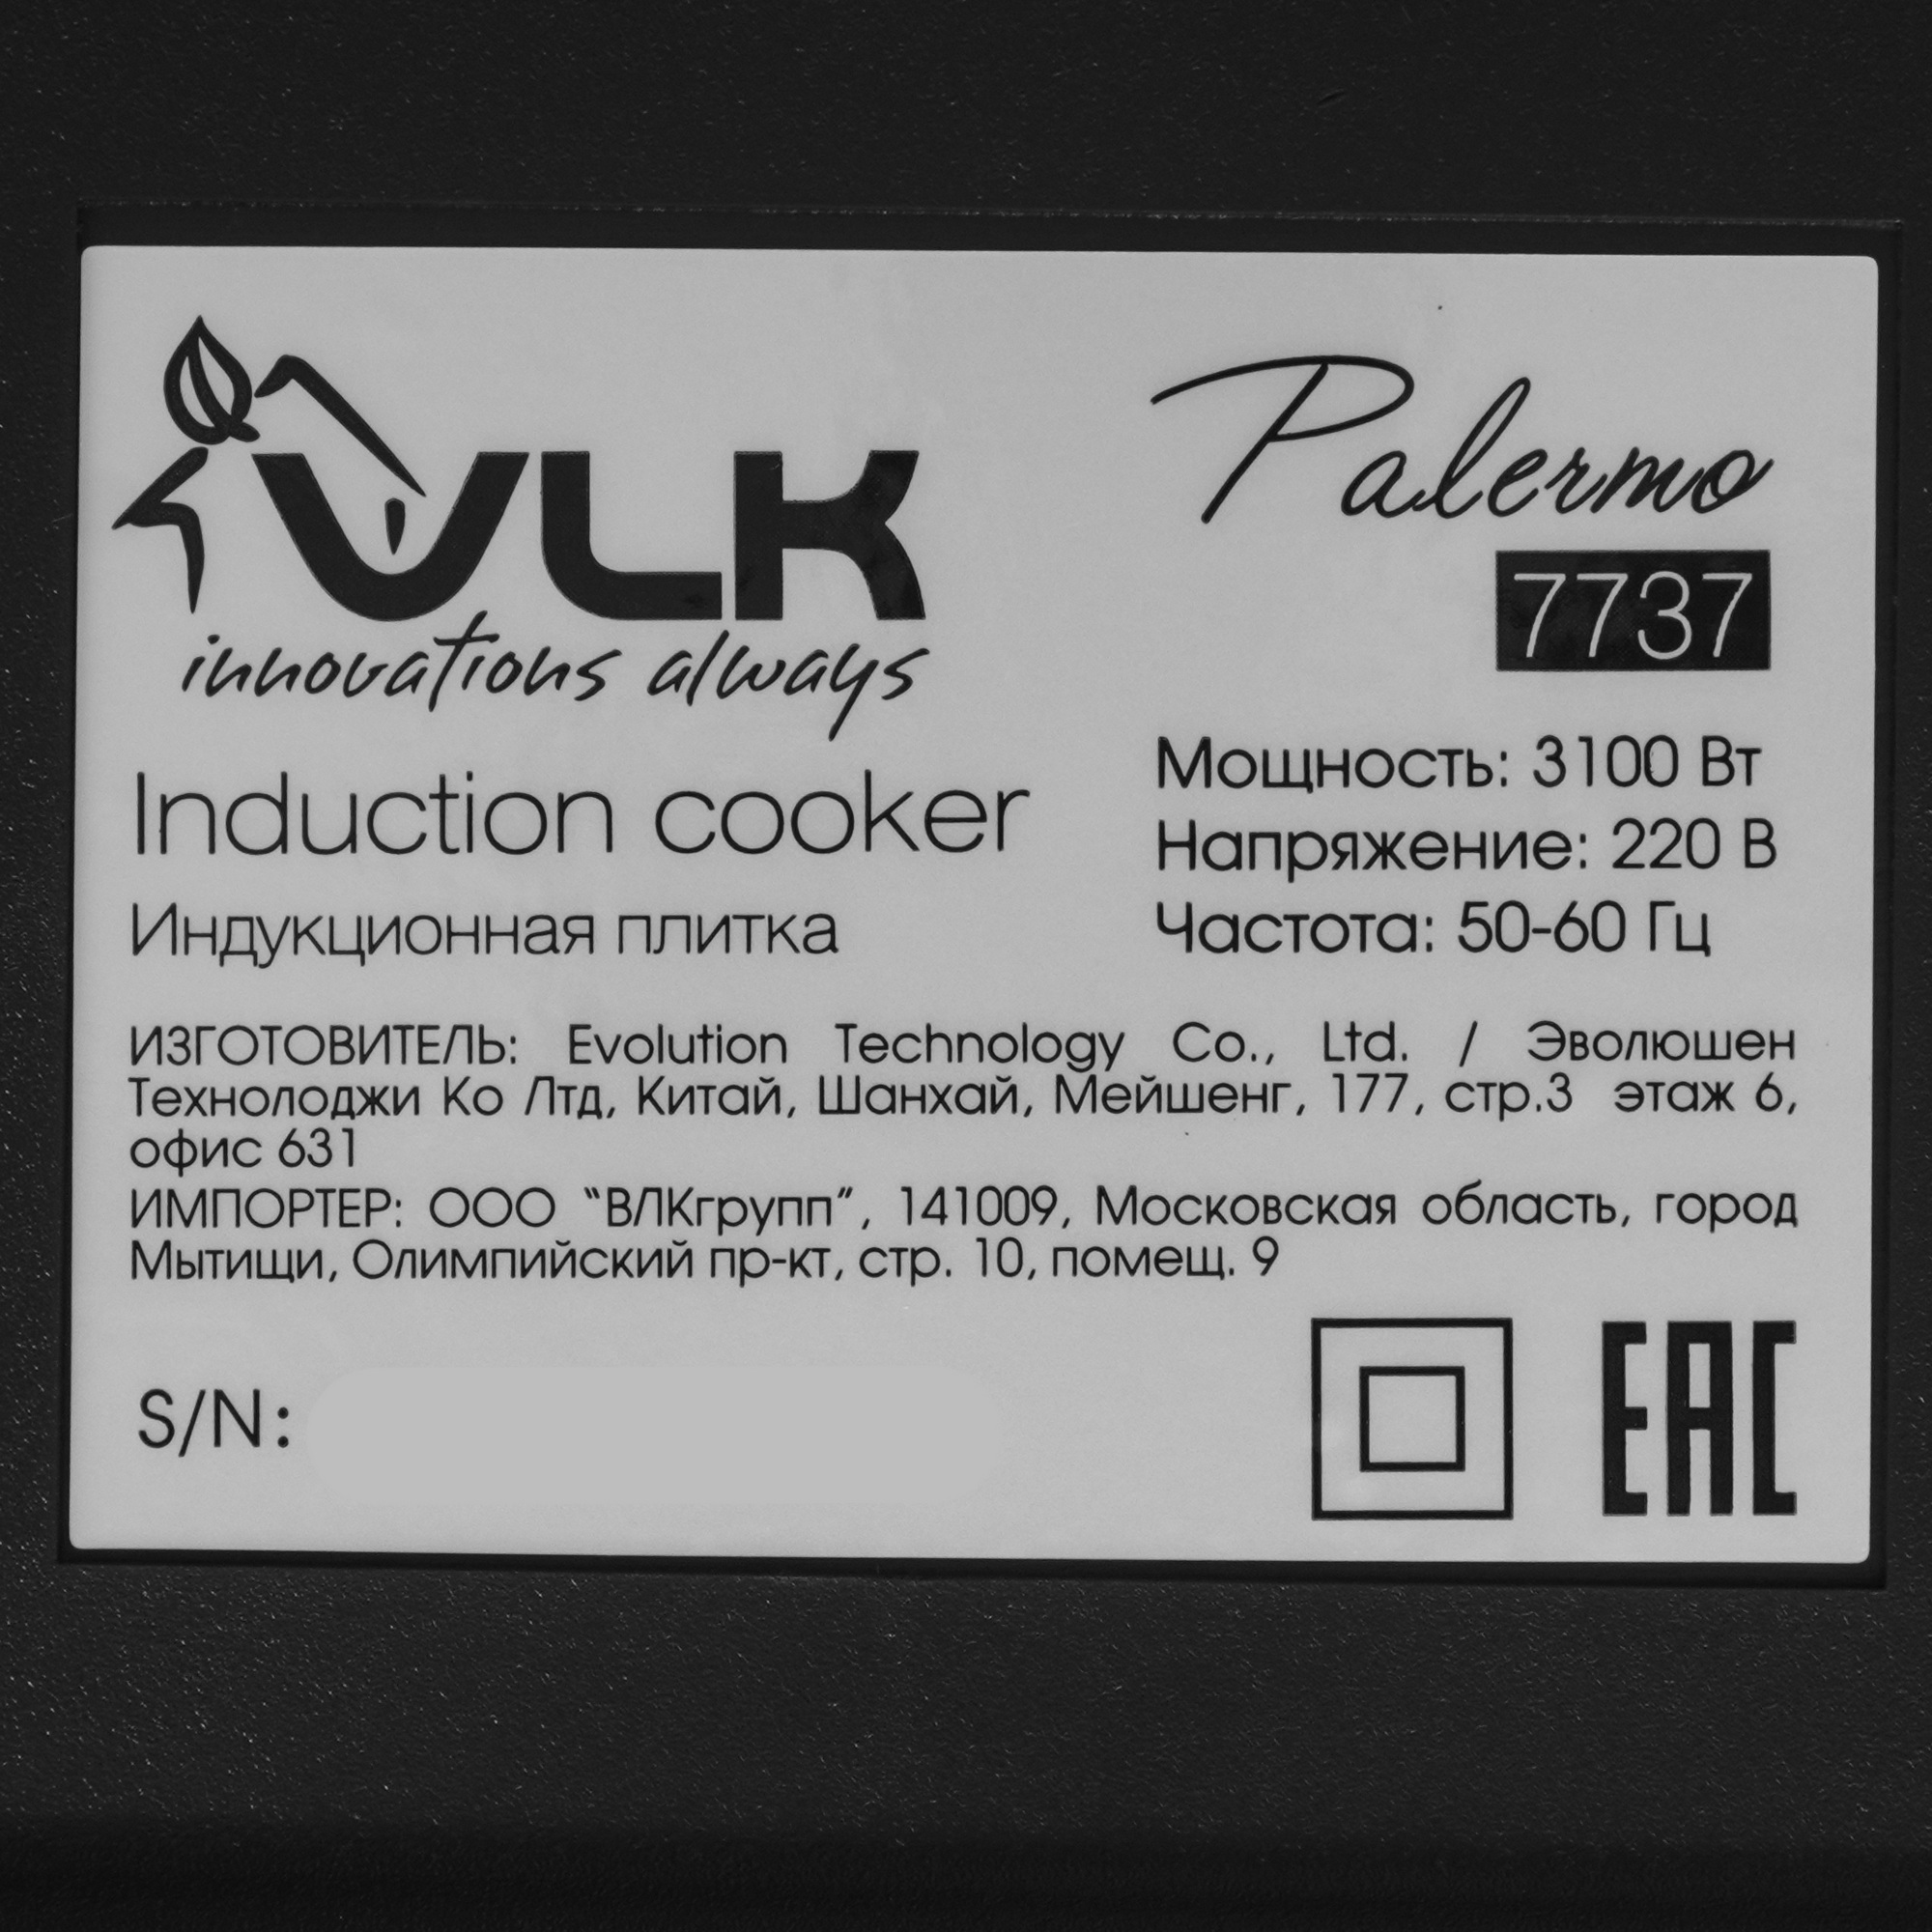 VLK
innovations always
Palermo
7737
Induction cooker
Индукционная плитка
Мощность: 3100 Вт
Напряжение: 220 В
Частота: 50-60 Гц
ИЗГОТОВИТЕЛЬ: Evolution Technology Co., Ltd. / Эволюшен
Технолоджи Ко Лтд, Китай, Шанхай, Мейшенг, 177, стр.3 этаж 6,
офис 631
ИМПОРТЕР: ООО "ВЛКгрупп", 141009, Московская область, город
Мытищи, Олимпийский пр-кт, стр. 10, помещ. 9
S/N:
EAC